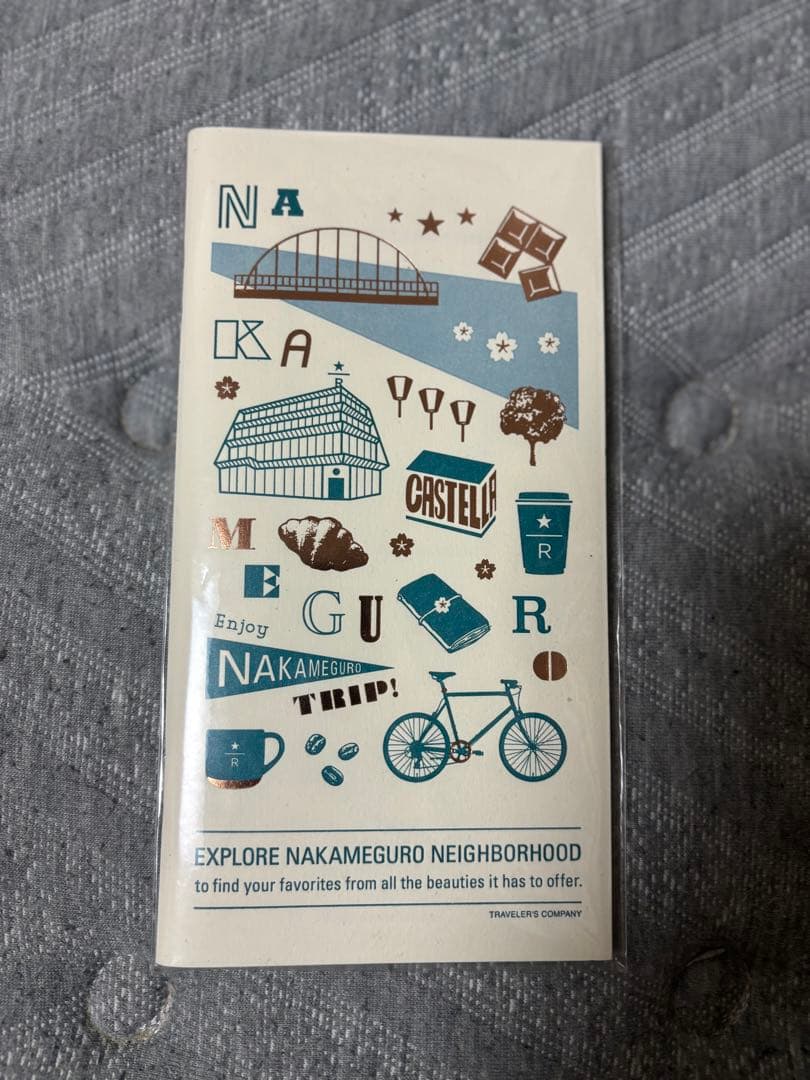 NA
KA
R
CASTELLA
R
M
E
GU
R
O
Enjoy
NAKAMEGURO
TRIP!
R
EXPLORE NAKAMEGURO NEIGHBORHOOD
to find your favorites from all the beauties it has to offer.
TRAVELER'S COMPANY